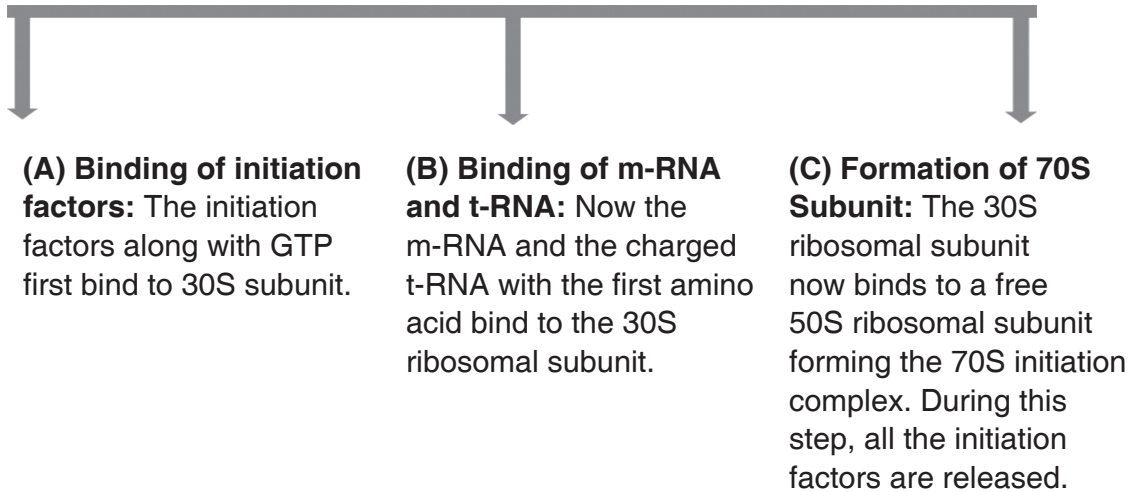 (A) Binding of initiation
factors: The initiation
factors along with GTP
first bind to 30S subunit.
(B) Binding of m-RNA
and t-RNA: Now the
m-RNA and the charged
t-RNA with the first amino
acid bind to the 30S
ribosomal subunit.
(C) Formation of 70S
Subunit: The 30S
ribosomal subunit
now binds to a free
50S ribosomal subunit
forming the 70S initiation
complex. During this
step, all the initiation
factors are released.